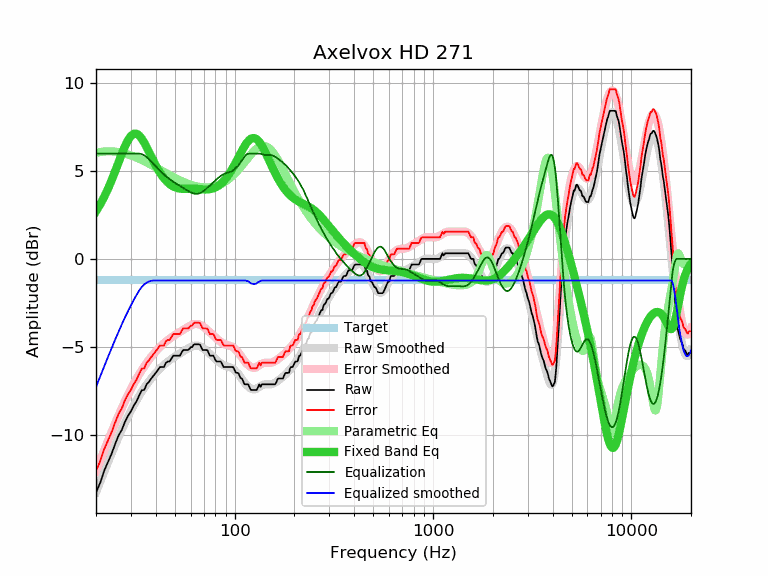 Axelvox HD 271
Amplitude (dBr)
10
5
0
−5
−10
Target
Raw Smoothed
Error Smoothed
Raw
Error
Parametric Eq
Fixed Band Eq
Equalization
Equalized smoothed
100
1000
10000
Frequency (Hz)